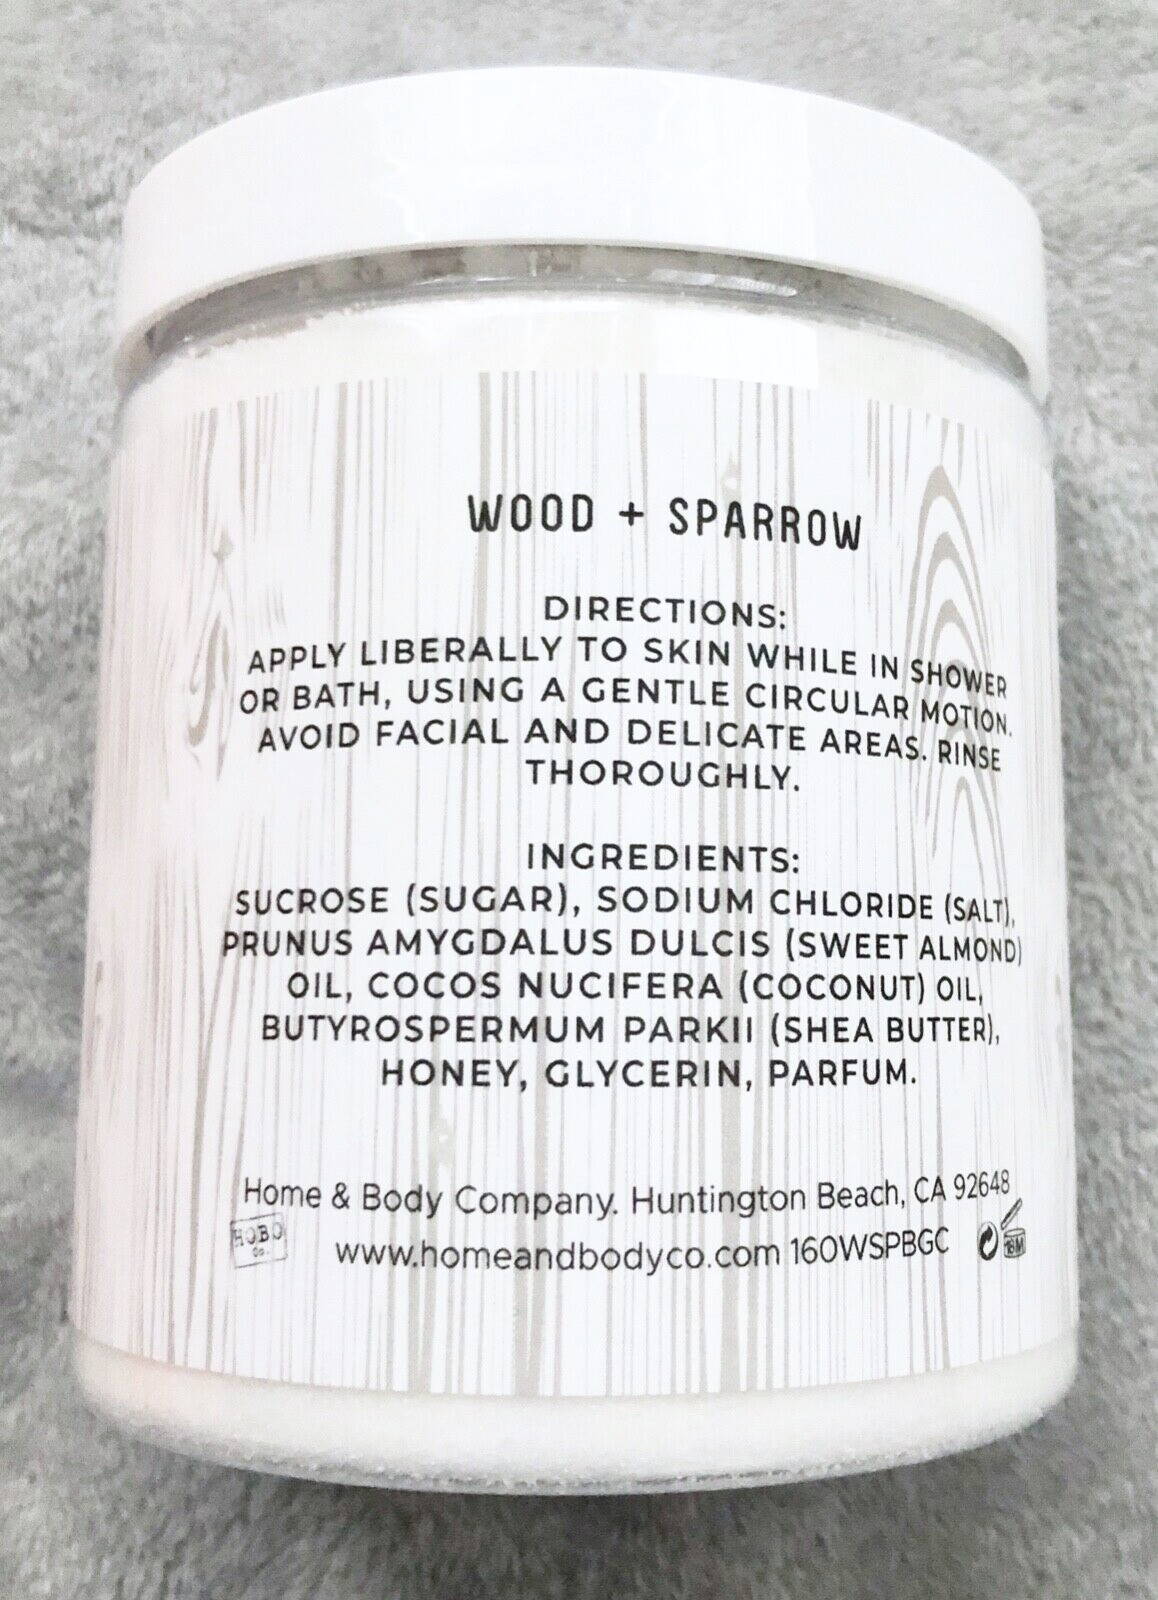 WOOD + SPARROW
DIRECTIONS:
APPLY LIBERALLY TO SKIN WHILE IN SHOWER
OR BATH, USING A GENTLE CIRCULAR MOTION.
AVOID FACIAL AND DELICATE AREAS. RINSE
THOROUGHLY.
INGREDIENTS:
SUCROSE (SUGAR), SODIUM CHLORIDE (SALT),
PRUNUS AMYGDALUS DULCIS (SWEET ALMOND)
OIL, COCOS NUCIFERA (COCONUT) OIL,
BUTYROSPERMUM PARKII (SHEA BUTTER),
HONEY, GLYCERIN, PARFUM.
Home & Body Company. Huntington Beach, CA 92648
HOBO
Co.
www.homeandbodyco.com 16OWSPBGC
18M